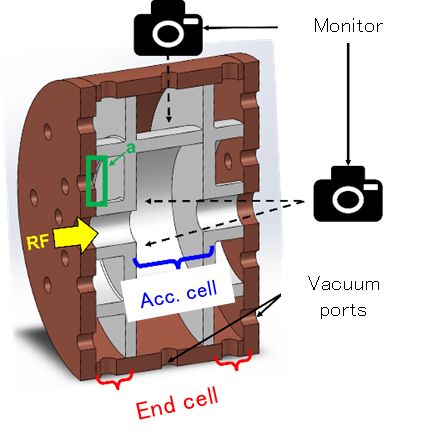 Monitor
a
RF
Acc. cell
Vacuum
ports
End cell